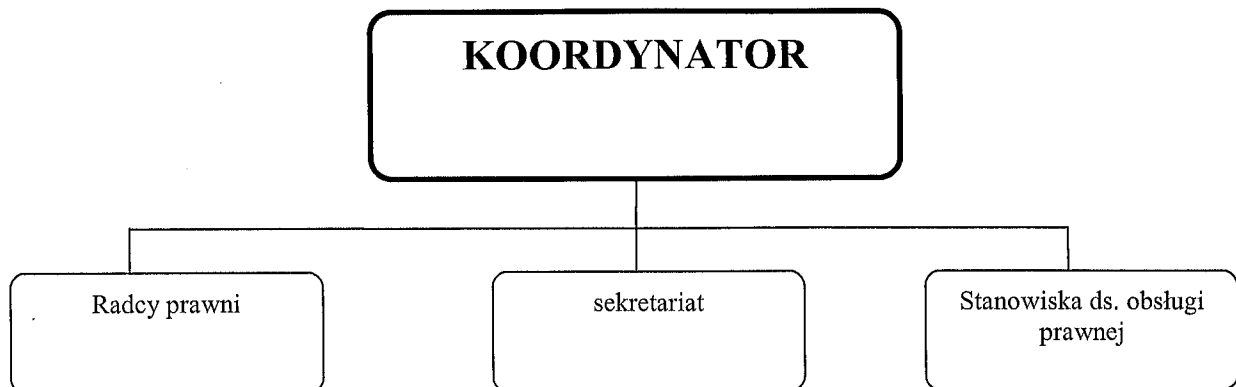 KOORDYNATOR
Radcy prawni
sekretariat
Stanowiska ds. obsługi
prawnej